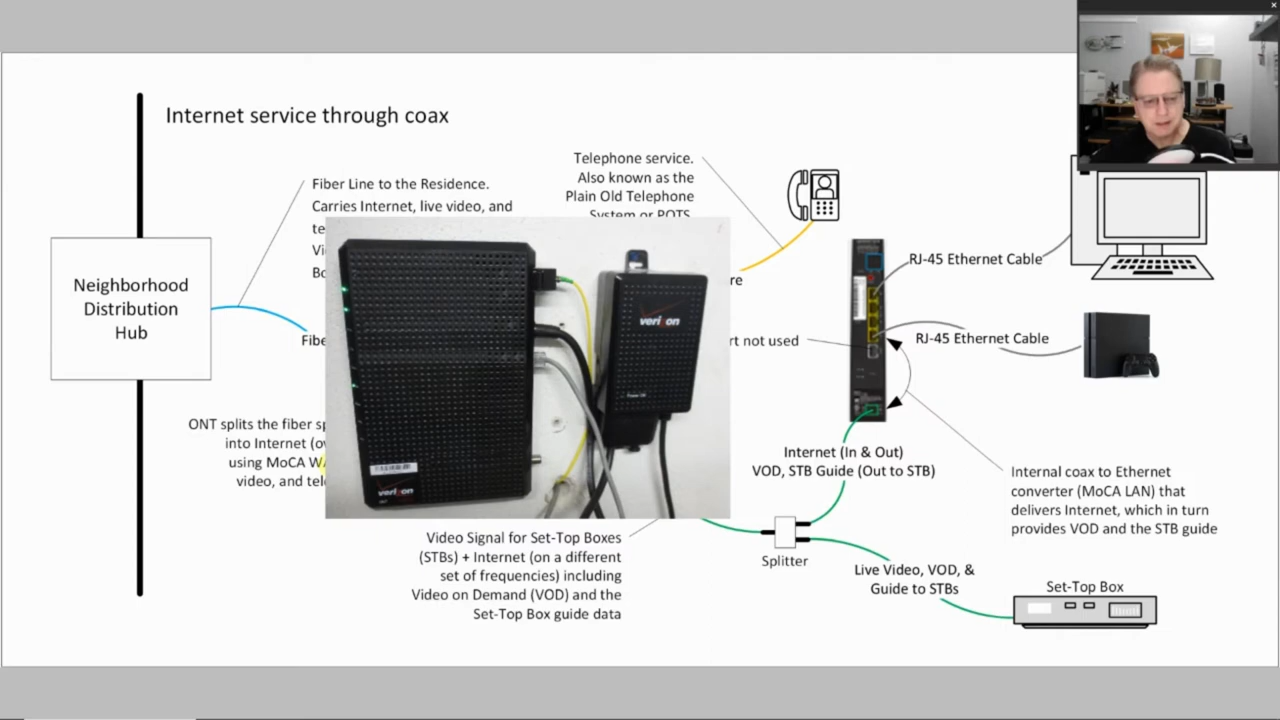 Internet service through coax
Telephone service.
Also known as the
Plain Old Telephone
System or POTS.
Fiber Line to the Residence.
Carries Internet, live video, and
Neighborhood
Distribution
Hub
RJ-45 Ethernet Cable
RJ-45 Ethernet Cable
rt not used
verizon
verizon
ONT splits the fiber
into Internet
using MoCA
video, and
Internet (In & Out)
VOD, STB Guide (Out to STB)
Internal coax to Ethernet
converter (MoCA LAN) that
delivers Internet, which in turn
provides VOD and the STB guide
Video Signal for Set-Top Boxes
(STBs) + Internet (on a different
set of frequencies) including
Video on Demand (VOD) and the
Set-Top Box guide data
Splitter
Live Video, VOD, &
Guide to STBs
Set-Top Box